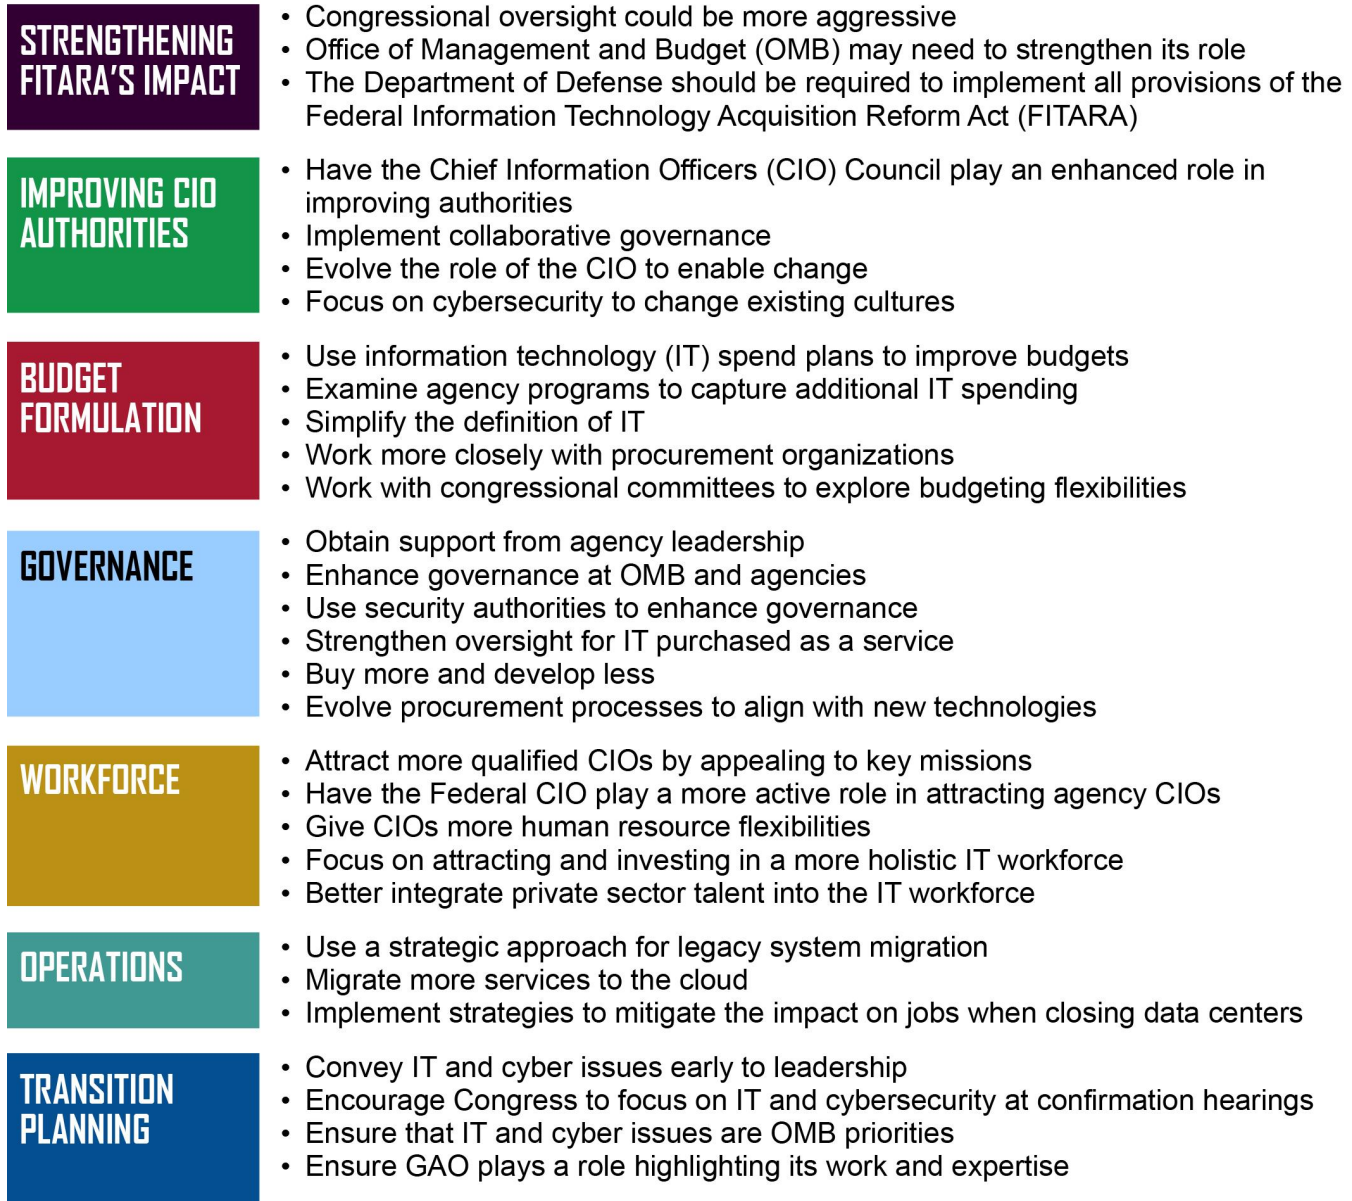 STRENGTHENING
FITARA'S IMPACT
• Congressional oversight could be more aggressive
• Office of Management and Budget (OMB) may need to strengthen its role
• The Department of Defense should be required to implement all provisions of the
Federal Information Technology Acquisition Reform Act (FITARA)
IMPROVING CIO
AUTHORITIES
• Have the Chief Information Officers (CIO) Council play an enhanced role in
improving authorities
• Implement collaborative governance
• Evolve the role of the CIO to enable change
• Focus on cybersecurity to change existing cultures
BUDGET
FORMULATION
• Use information technology (IT) spend plans to improve budgets
• Examine agency programs to capture additional IT spending
• Simplify the definition of IT
• Work more closely with procurement organizations
• Work with congressional committees to explore budgeting flexibilities
GOVERNANCE
• Obtain support from agency leadership
• Enhance governance at OMB and agencies
• Use security authorities to enhance governance
• Strengthen oversight for IT purchased as a service
• Buy more and develop less
• Evolve procurement processes to align with new technologies
WORKFORCE
• Attract more qualified CIOs by appealing to key missions
• Have the Federal CIO play a more active role in attracting agency CIOs
• Give CIOs more human resource flexibilities
• Focus on attracting and investing in a more holistic IT workforce
• Better integrate private sector talent into the IT workforce
OPERATIONS
• Use a strategic approach for legacy system migration
• Migrate more services to the cloud
• Implement strategies to mitigate the impact on jobs when closing data centers
TRANSITION
PLANNING
• Convey IT and cyber issues early to leadership
• Encourage Congress to focus on IT and cybersecurity at confirmation hearings
• Ensure that IT and cyber issues are OMB priorities
• Ensure GAO plays a role highlighting its work and expertise